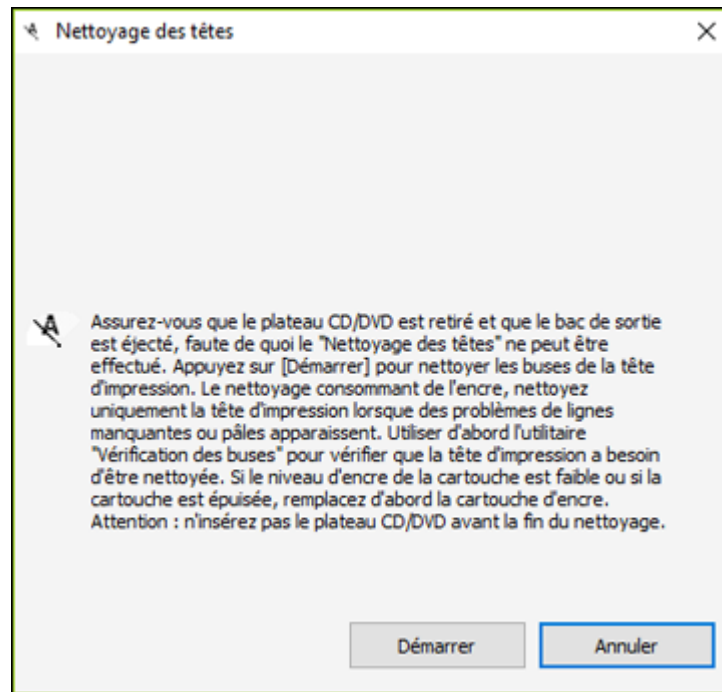 Nettoyage des têtes
Assurez-vous que le plateau CD/DVD est retiré et que le bac de sortie
est éjecté, faute de quoi le "Nettoyage des têtes" ne peut être
effectué. Appuyez sur [Démarrer] pour nettoyer les buses de la tête
d'impression. Le nettoyage consommant de l'encre, nettoyez
uniquement la tête d'impression lorsque des problèmes de lignes
manquantes ou pâles apparaissent. Utiliser d'abord l'utilitaire
"Vérification des buses" pour vérifier que la tête d'impression a besoin
d'être nettoyée. Si le niveau d'encre de la cartouche est faible ou si la
cartouche est épuisée, remplacez d'abord la cartouche d'encre.
Attention : n'insérez pas le plateau CD/DVD avant la fin du nettoyage.
Démarrer
Annuler